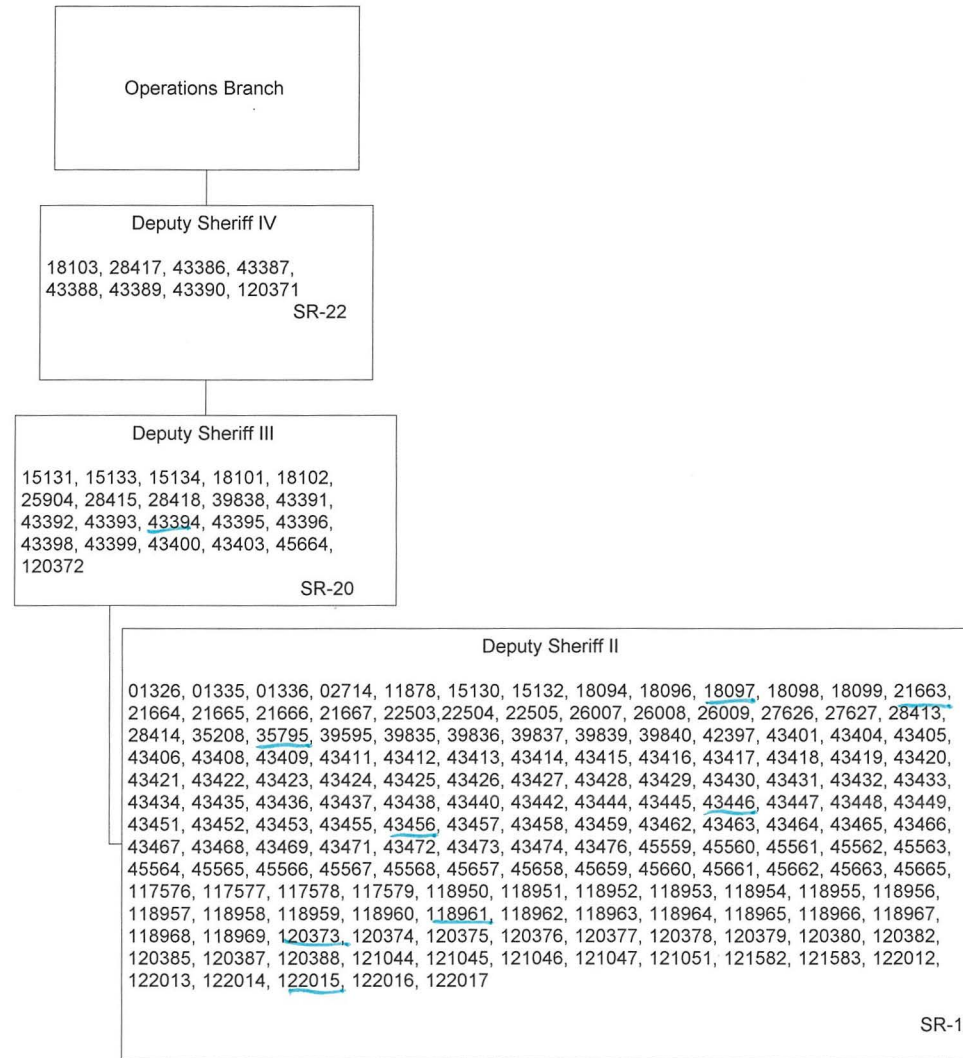 Operations Branch
Deputy Sheriff IV
18103, 28417, 43386, 43387,
43388, 43389, 43390, 120371
SR-22
Deputy Sheriff III
15131, 15133, 15134, 18101, 18102,
25904, 28415, 28418, 39838, 43391,
43392, 43393, 43394, 43395, 43396,
43398, 43399, 43400, 43403, 45664,
120372
SR-20
Deputy Sheriff II
01326, 01335, 01336, 02714, 11878, 15130, 15132, 18094, 18096, 18097, 18098, 18099, 21663,
21664, 21665, 21666, 21667, 22503,22504, 22505, 26007, 26008, 26009, 27626, 27627, 28413,
28414, 35208, 35795, 39595, 39835, 39836, 39837, 39839, 39840, 42397, 43401, 43404, 43405,
43406, 43408, 43409, 43411, 43412, 43413, 43414, 43415, 43416, 43417, 43418, 43419, 43420,
43421, 43422, 43423, 43424, 43425, 43426, 43427, 43428, 43429, 43430, 43431, 43432, 43433,
43434, 43435, 43436, 43437, 43438, 43440, 43442, 43444, 43445, 43446, 43447, 43448, 43449,
43451, 43452, 43453, 43455, 43456, 43457, 43458, 43459, 43462, 43463, 43464, 43465, 43466,
43467, 43468, 43469, 43471, 43472, 43473, 43474, 43476, 45559, 45560, 45561, 45562, 45563,
45564, 45565, 45566, 45567, 45568, 45657, 45658, 45659, 45660, 45661, 45662, 45663, 45665,
117576, 117577, 117578, 117579, 118950, 118951, 118952, 118953, 118954, 118955, 118956,
118957, 118958, 118959, 118960, 118961, 118962, 118963, 118964, 118965, 118966, 118967,
118968, 118969, 120373, 120374, 120375, 120376, 120377, 120378, 120379, 120380, 120382,
120385, 120387, 120388, 121044, 121045, 121046, 121047, 121051, 121582, 121583, 122012,
122013, 122014, 122015, 122016, 122017
SR-1